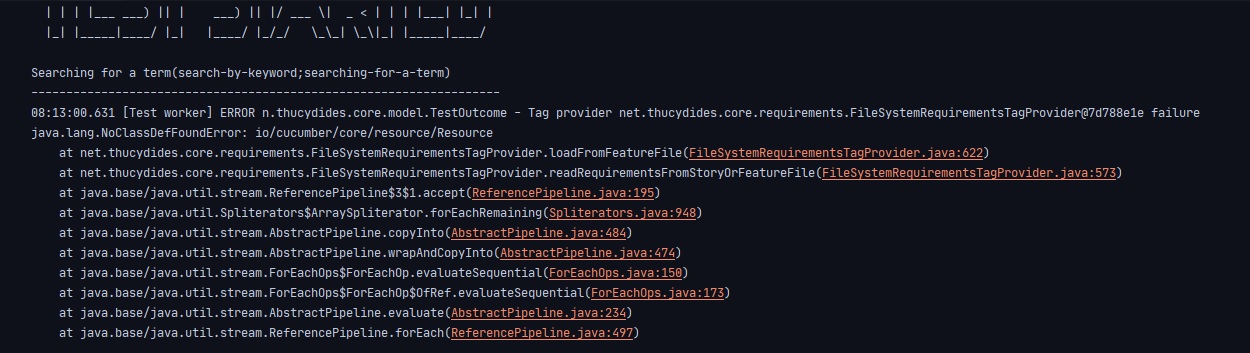 | | | |___ ___) || |    ___) || |/ ___ \|  _ < | | | |___| |_| |
|_| |_____|____/ |_|   |____/ |_/_/   \_\_| \_\|_| |_____|____/
Searching for a term(search-by-keyword;searching-for-a-term)
-------------------------------------------------------------------
08:13:00.631 [Test worker] ERROR n.thucydides.core.model.TestOutcome - Tag provider net.thucydides.core.requirements.FileSystemRequirementsTagProvider@7d788e1e failure
java.lang.NoClassDefFoundError: io/cucumber/core/resource/Resource
at net.thucydides.core.requirements.FileSystemRequirementsTagProvider.loadFromFeatureFile(FileSystemRequirementsTagProvider.java:622)
at net.thucydides.core.requirements.FileSystemRequirementsTagProvider.readRequirementsFromStoryOrFeatureFile(FileSystemRequirementsTagProvider.java:573)
at java.base/java.util.stream.ReferencePipeline$3$1.accept(ReferencePipeline.java:195)
at java.base/java.util.Spliterators$ArraySpliterator.forEachRemaining(Spliterators.java:948)
at java.base/java.util.stream.AbstractPipeline.copyInto(AbstractPipeline.java:484)
at java.base/java.util.stream.AbstractPipeline.wrapAndCopyInto(AbstractPipeline.java:474)
at java.base/java.util.stream.ForEachOps$ForEachOp.evaluateSequential(ForEachOps.java:150)
at java.base/java.util.stream.ForEachOps$ForEachOp$OfRef.evaluateSequential(ForEachOps.java:173)
at java.base/java.util.stream.AbstractPipeline.evaluate(AbstractPipeline.java:234)
at java.base/java.util.stream.ReferencePipeline.forEach(ReferencePipeline.java:497)